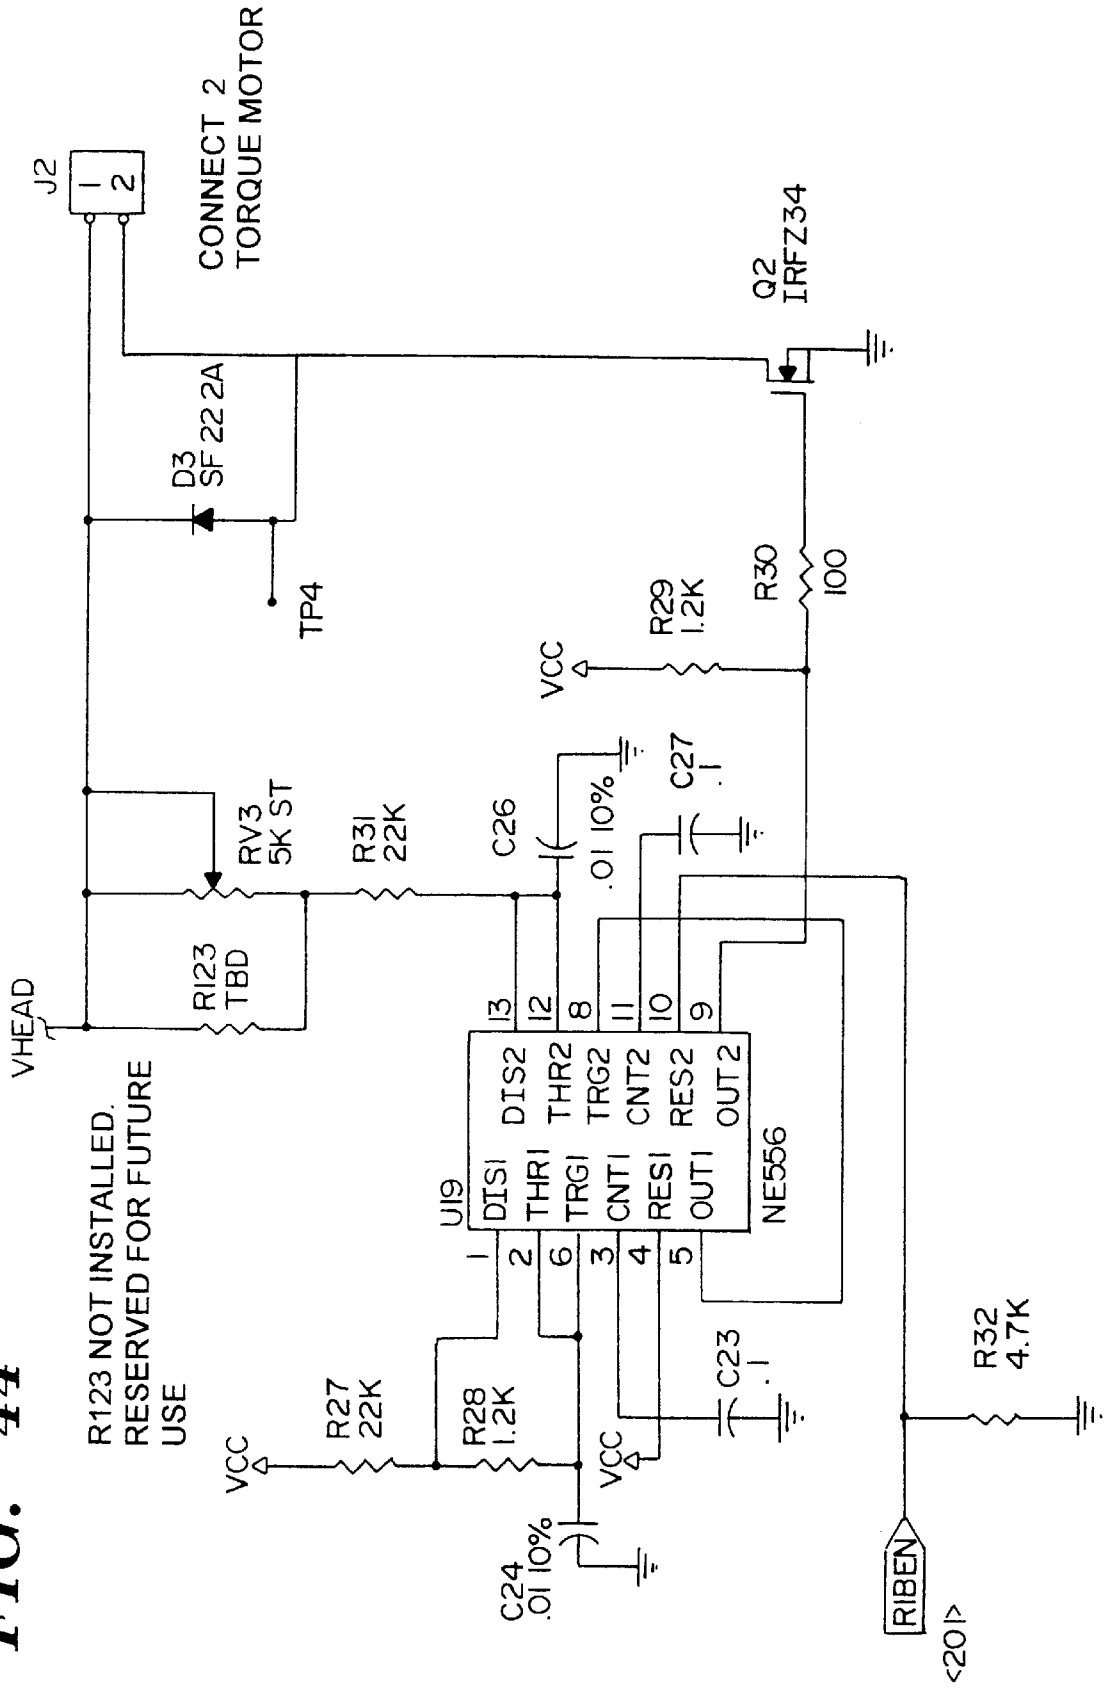 FIG. 44
R123 NOT INSTALLED.
RESERVED FOR FUTURE
USE
VHEAD
R123
TBD
RV3
5K ST
R31
22K
D3
SF 22 2A
TP4
J2
1
2
CONNECT 2
TORQUE MOTOR
VCC
R27
22K
R28
1.2K
C24
.01 10%
VCC
C23
.1
U19
DIS1
THR1
TRG1
CNT1
RES1
OUT1
1
2
6
3
4
5
DIS2
THR2
TRG2
CNT2
RES2
OUT2
13
12
8
11
10
9
NE556
C26
.01 10%
C27
.1
VCC
R29
1.2K
R30
100
Q2
IRFZ34
RIBEN
<201>
R32
4.7K